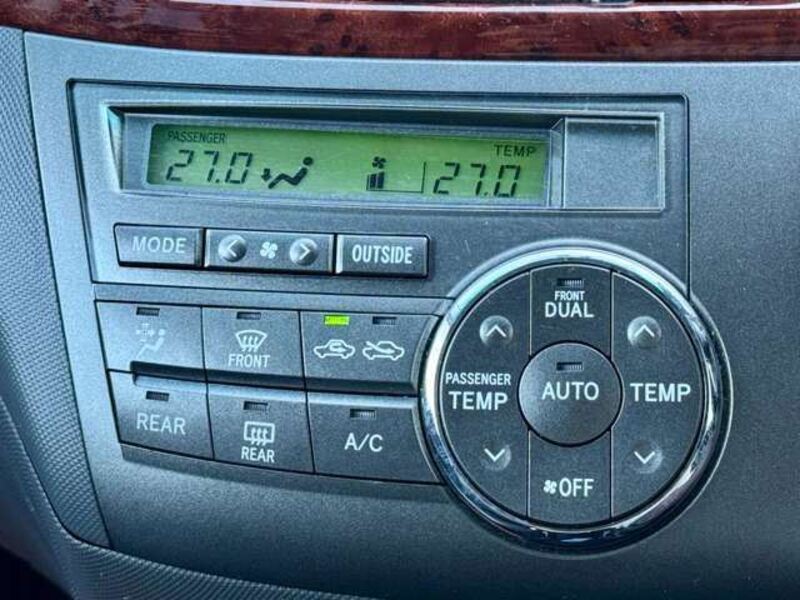 PASSENGER
TEMP
27.0
27.0
MODE
OUTSIDE
FRONT
DUAL
FRONT
PASSENGER
TEMP
AUTO
TEMP
REAR
REAR
A/C
OFF